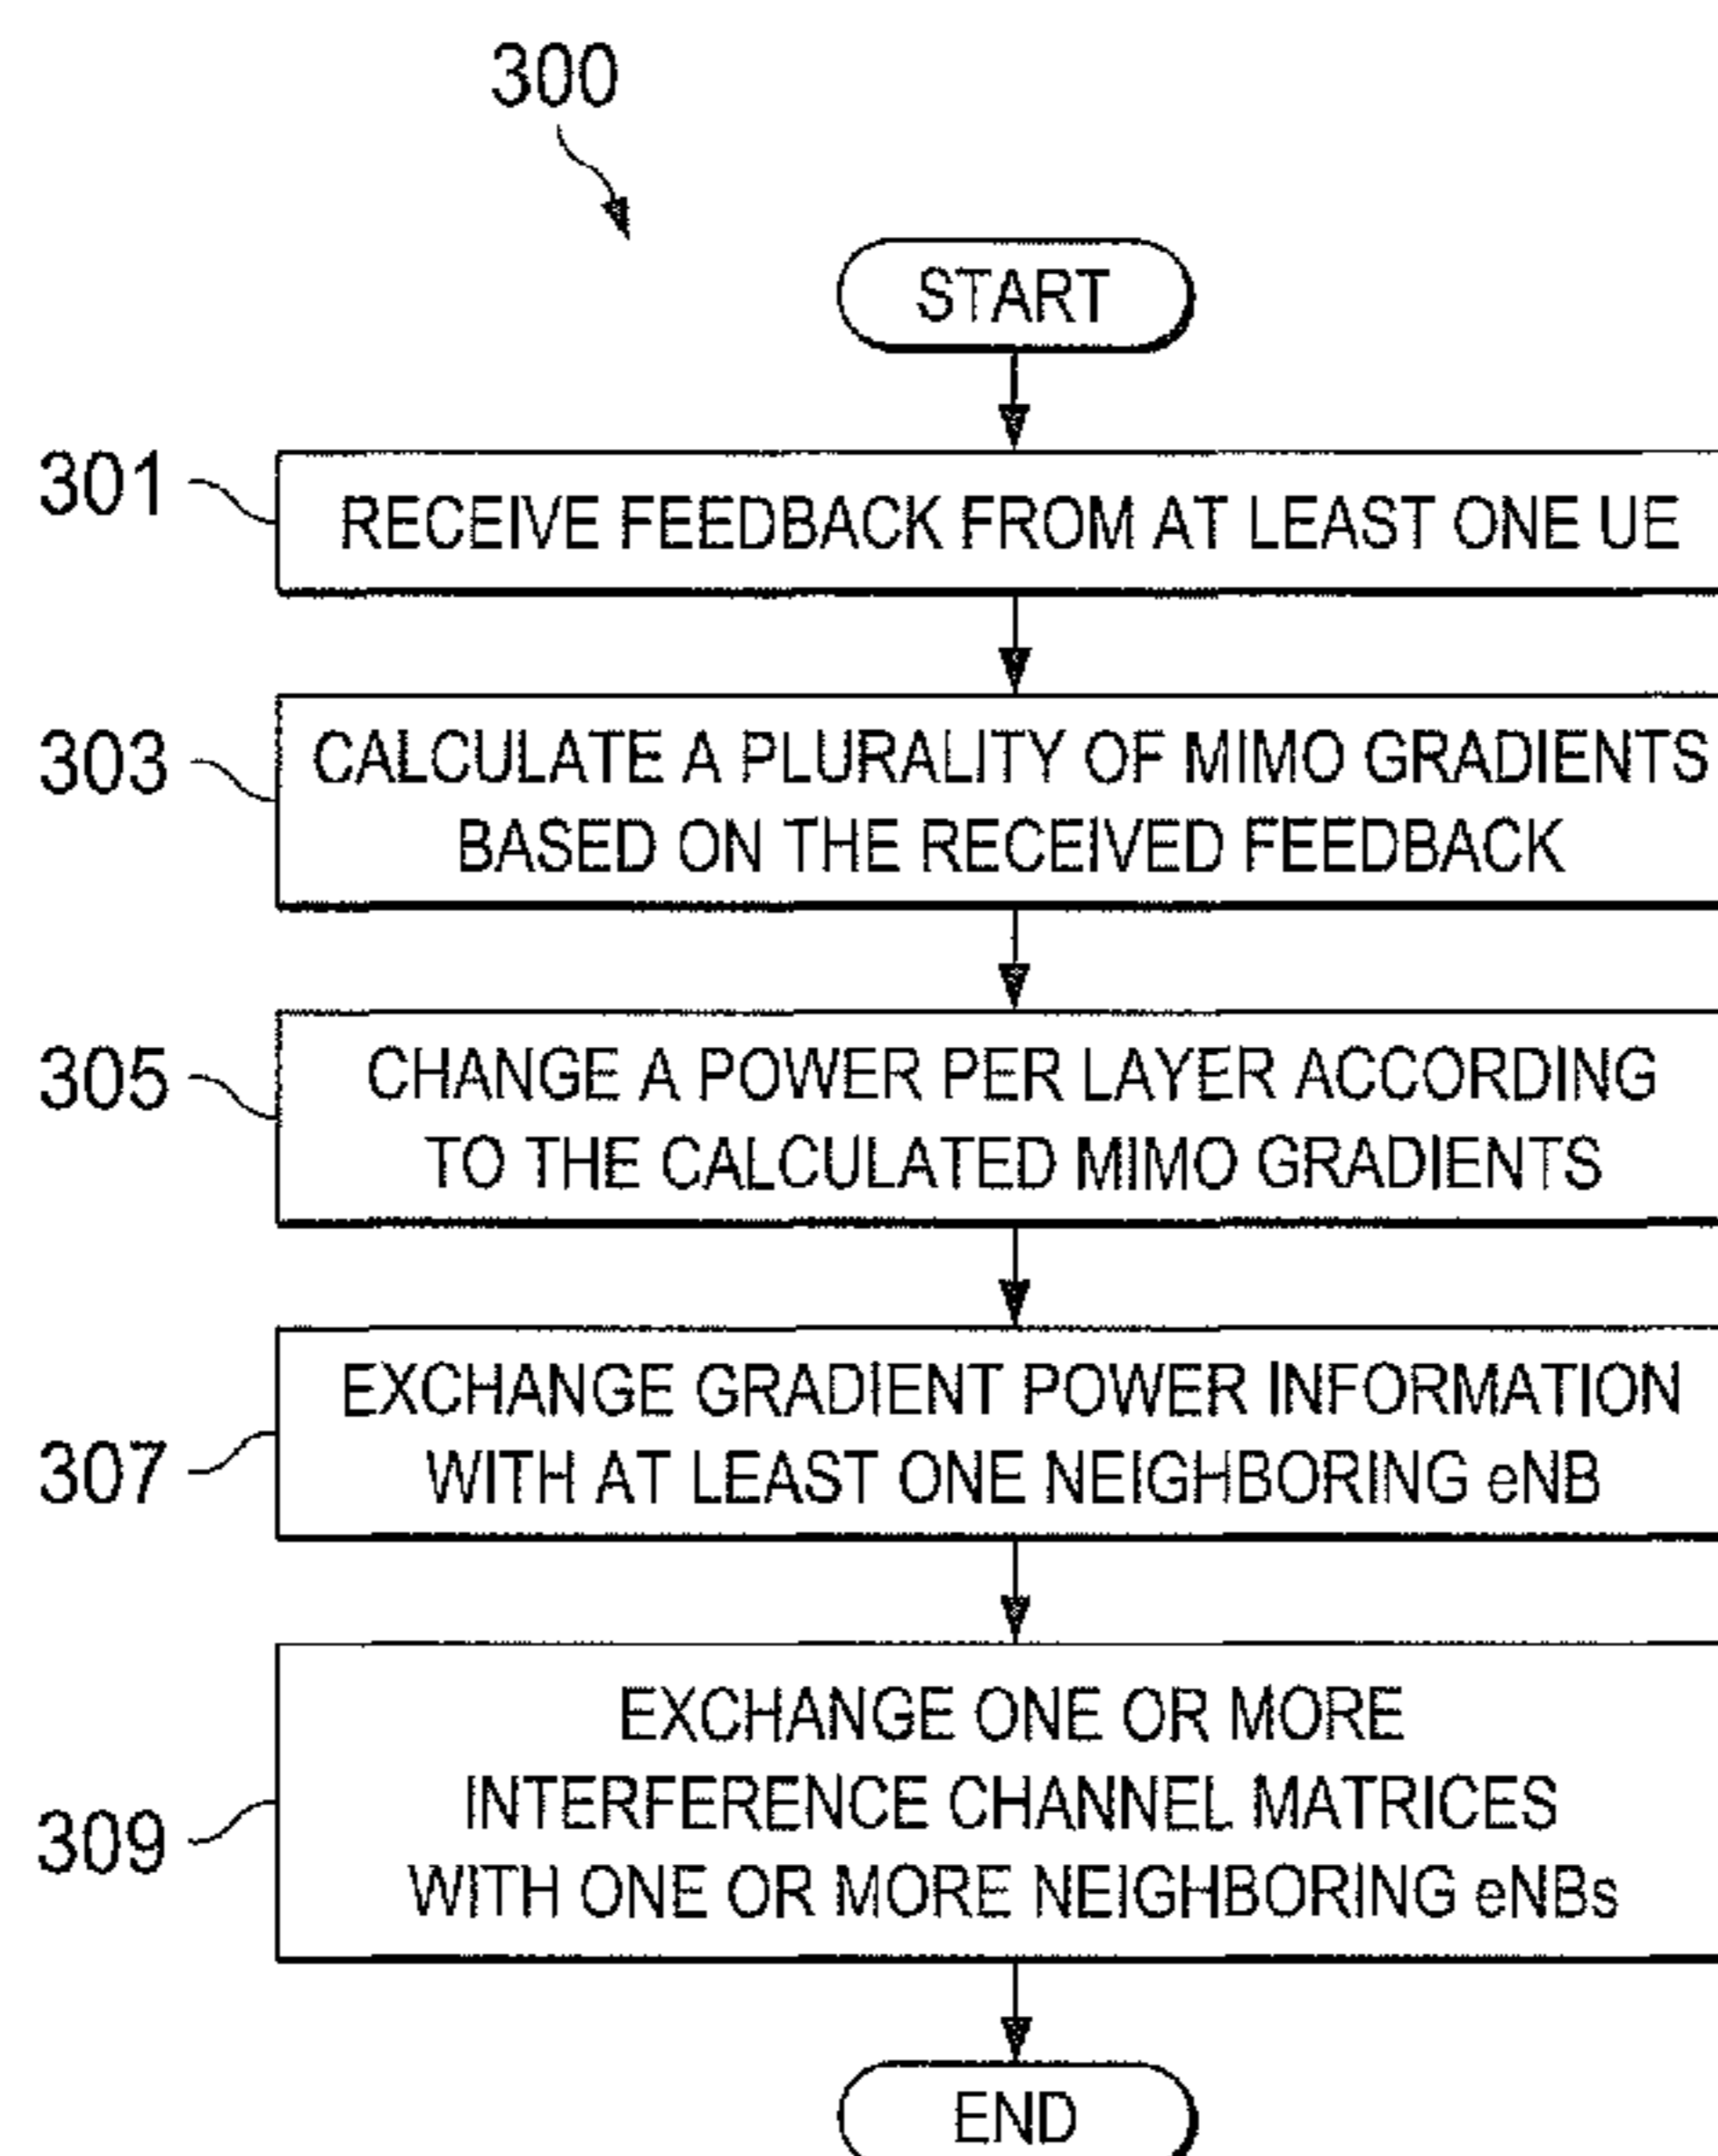 300
START
301
RECEIVE FEEDBACK FROM AT LEAST ONE UE
303
CALCULATE A PLURALITY OF MIMO GRADIENTS
BASED ON THE RECEIVED FEEDBACK
305
CHANGE A POWER PER LAYER ACCORDING
TO THE CALCULATED MIMO GRADIENTS
307
EXCHANGE GRADIENT POWER INFORMATION
WITH AT LEAST ONE NEIGHBORING eNB
309
EXCHANGE ONE OR MORE
INTERFERENCE CHANNEL MATRICES
WITH ONE OR MORE NEIGHBORING eNBs
END